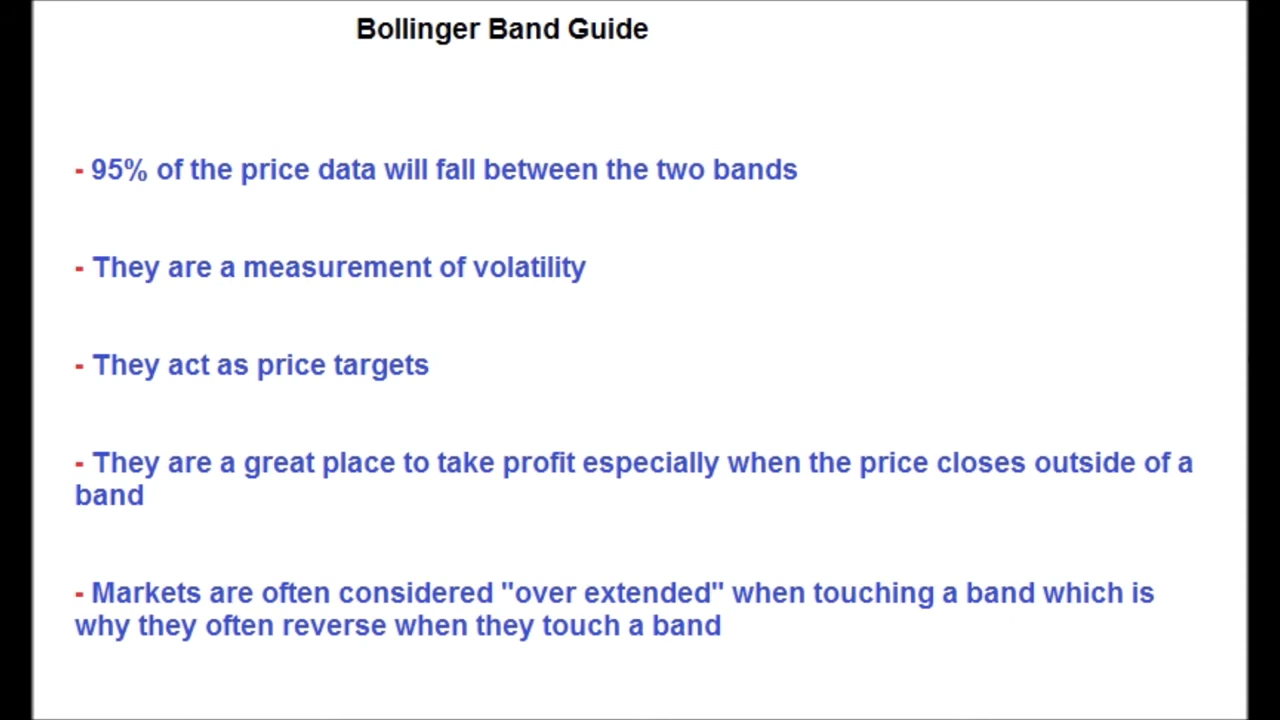 Bollinger Band Guide
- 95% of the price data will fall between the two bands
- They are a measurement of volatility
- They act as price targets
- They are a great place to take profit especially when the price closes outside of a
band
- Markets are often considered "over extended" when touching a band which is
why they often reverse when they touch a band